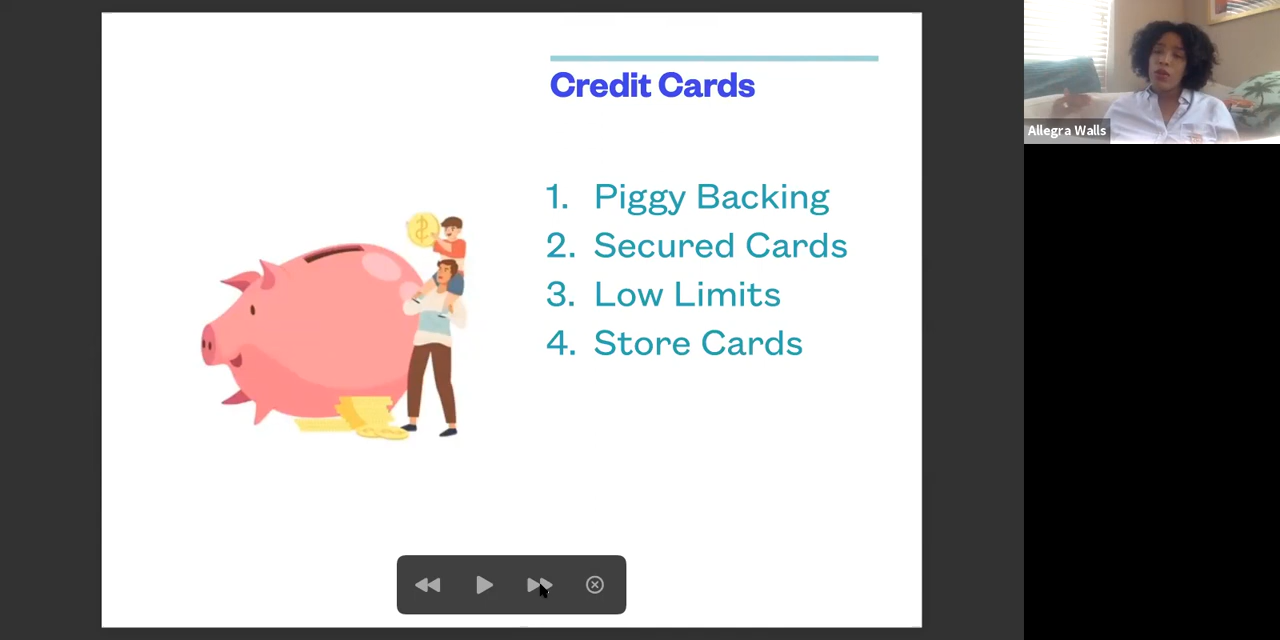 Credit Cards
1. Piggy Backing
2. Secured Cards
3. Low Limits
4. Store Cards
Allegra Walls